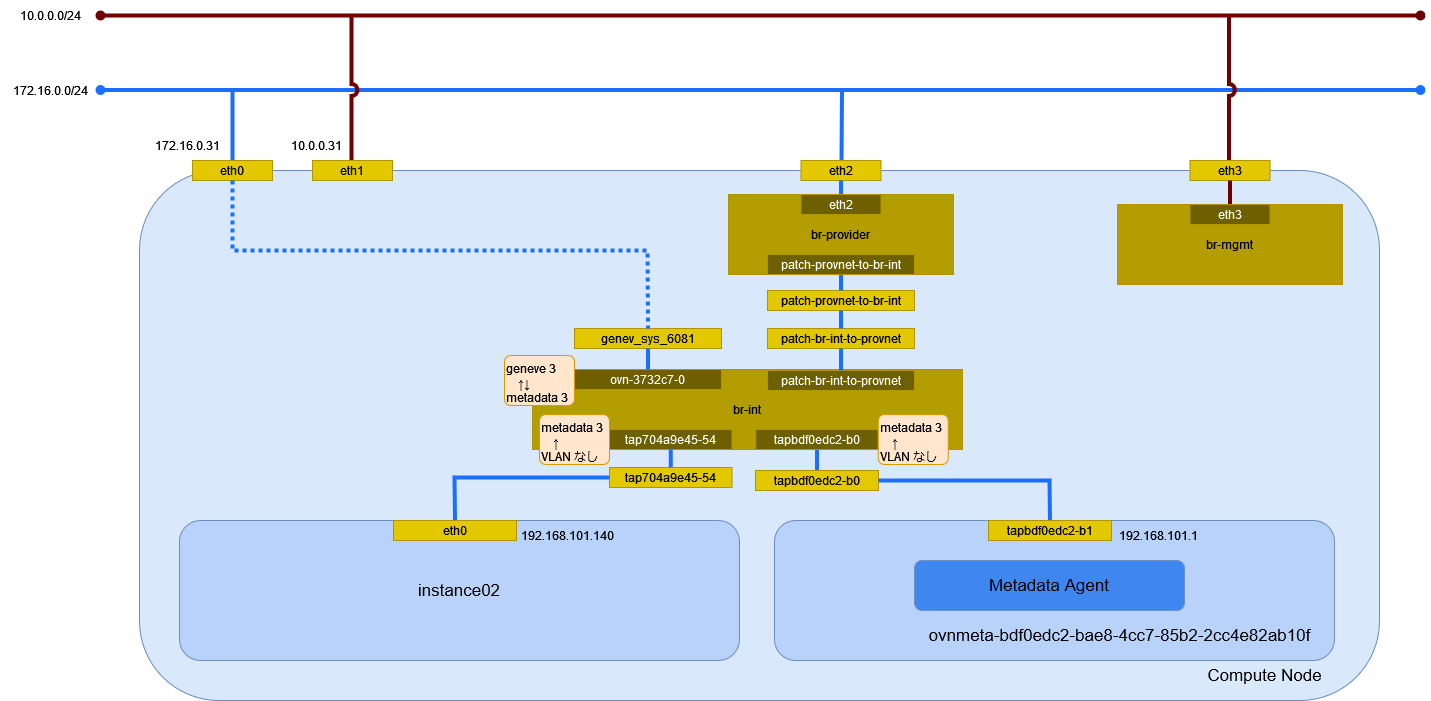 10.0.0.0/24
172.16.0.0/24
172.16.0.31
10.0.0.31
eth0
eth1
eth2
eth3
eth2
br-provider
patch-provnet-to-br-int
eth3
br-mgmt
patch-provnet-to-br-int
genev_sys_6081
patch-br-int-to-provnet
geneve 3
↑↓
metadata 3
ovn-3732c7-0
patch-br-int-to-provnet
br-int
metadata 3
↑
VLAN なし
tap704a9e45-54
tapbdf0edc2-b0
metadata 3
↑
VLAN なし
tap704a9e45-54
tapbdf0edc2-b0
eth0
192.168.101.140
instance02
tapbdf0edc2-b1
192.168.101.1
Metadata Agent
ovnmeta-bdf0edc2-bae8-4cc7-85b2-2cc4e82ab10f
Compute Node